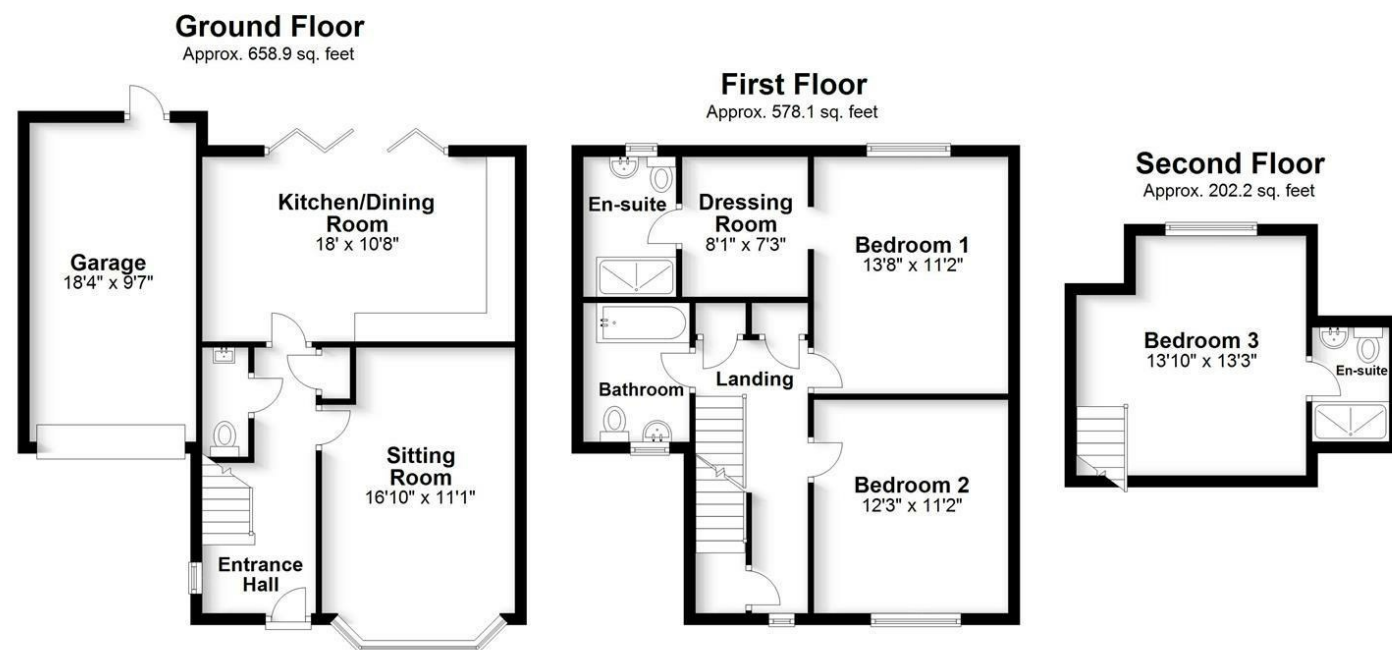 Ground Floor
Approx. 658.9 sq. feet
Kitchen/Dining
Room
18' x 10'8"
Garage
18'4" x 9'7"
Sitting
Room
16'10" x 11'1"
Entrance
Hall
First Floor
Approx. 578.1 sq. feet
En-suite
Dressing
Room
8'1" x 7'3"
Bedroom 1
13'8" x 11'2"
Bathroom
Landing
Bedroom 2
12'3" x 11'2"
Second Floor
Approx. 202.2 sq. feet
Bedroom 3
13'10" x 13'3"
En-suite